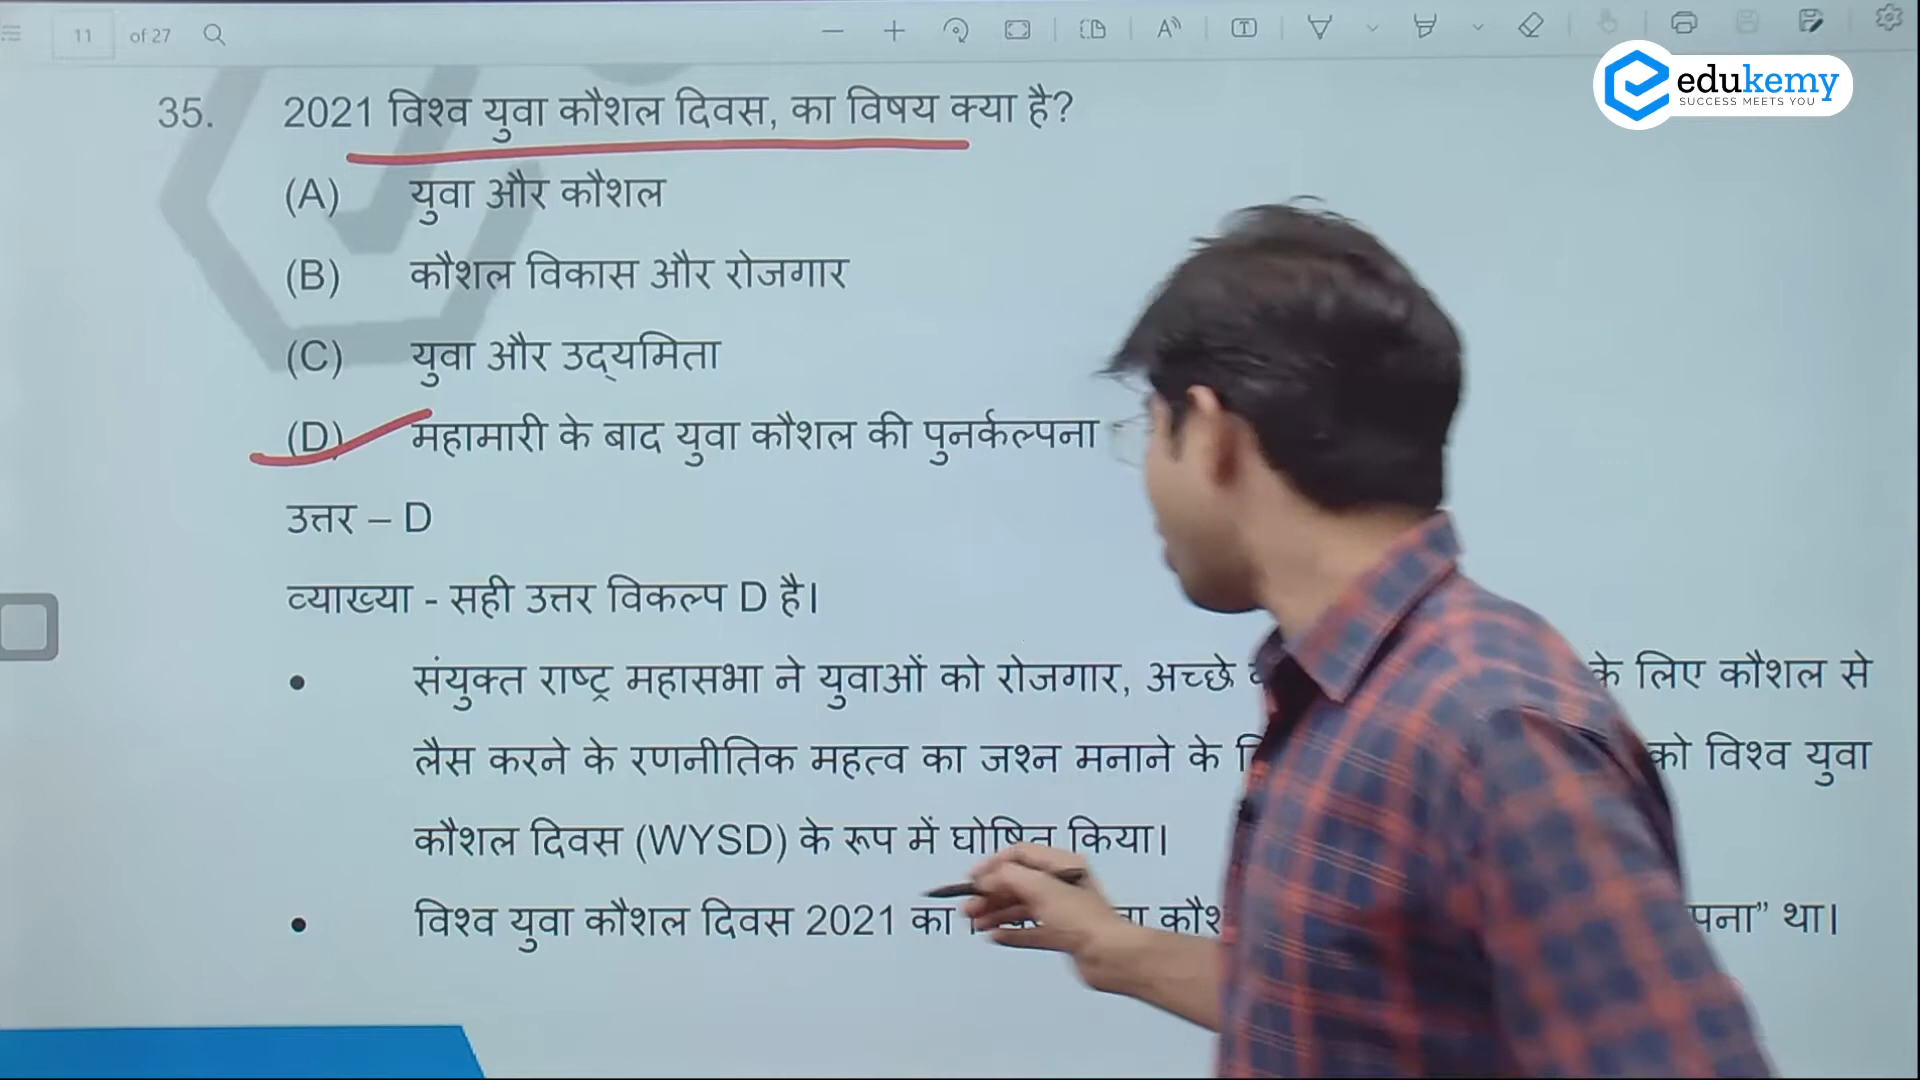 11 of 27
edukemy
SUCCESS MEETS YOU
35. 2021 विश्व युवा कौशल दिवस, का विषय क्या है?
(A) युवा और कौशल
(B) कौशल विकास और रोजगार
(C) युवा और उद्यमिता
(D) महामारी के बाद युवा कौशल की पुनर्कल्पना
उत्तर – D
व्याख्या - सही उत्तर विकल्प D है।
• संयुक्त राष्ट्र महासभा ने युवाओं को रोजगार, अच्छे के लिए कौशल से
लैस करने के रणनीतिक महत्व का जश्न मनाने के को विश्व युवा
कौशल दिवस (WYSD) के रूप में घोषित किया।
• विश्व युवा कौशल दिवस 2021 का था।